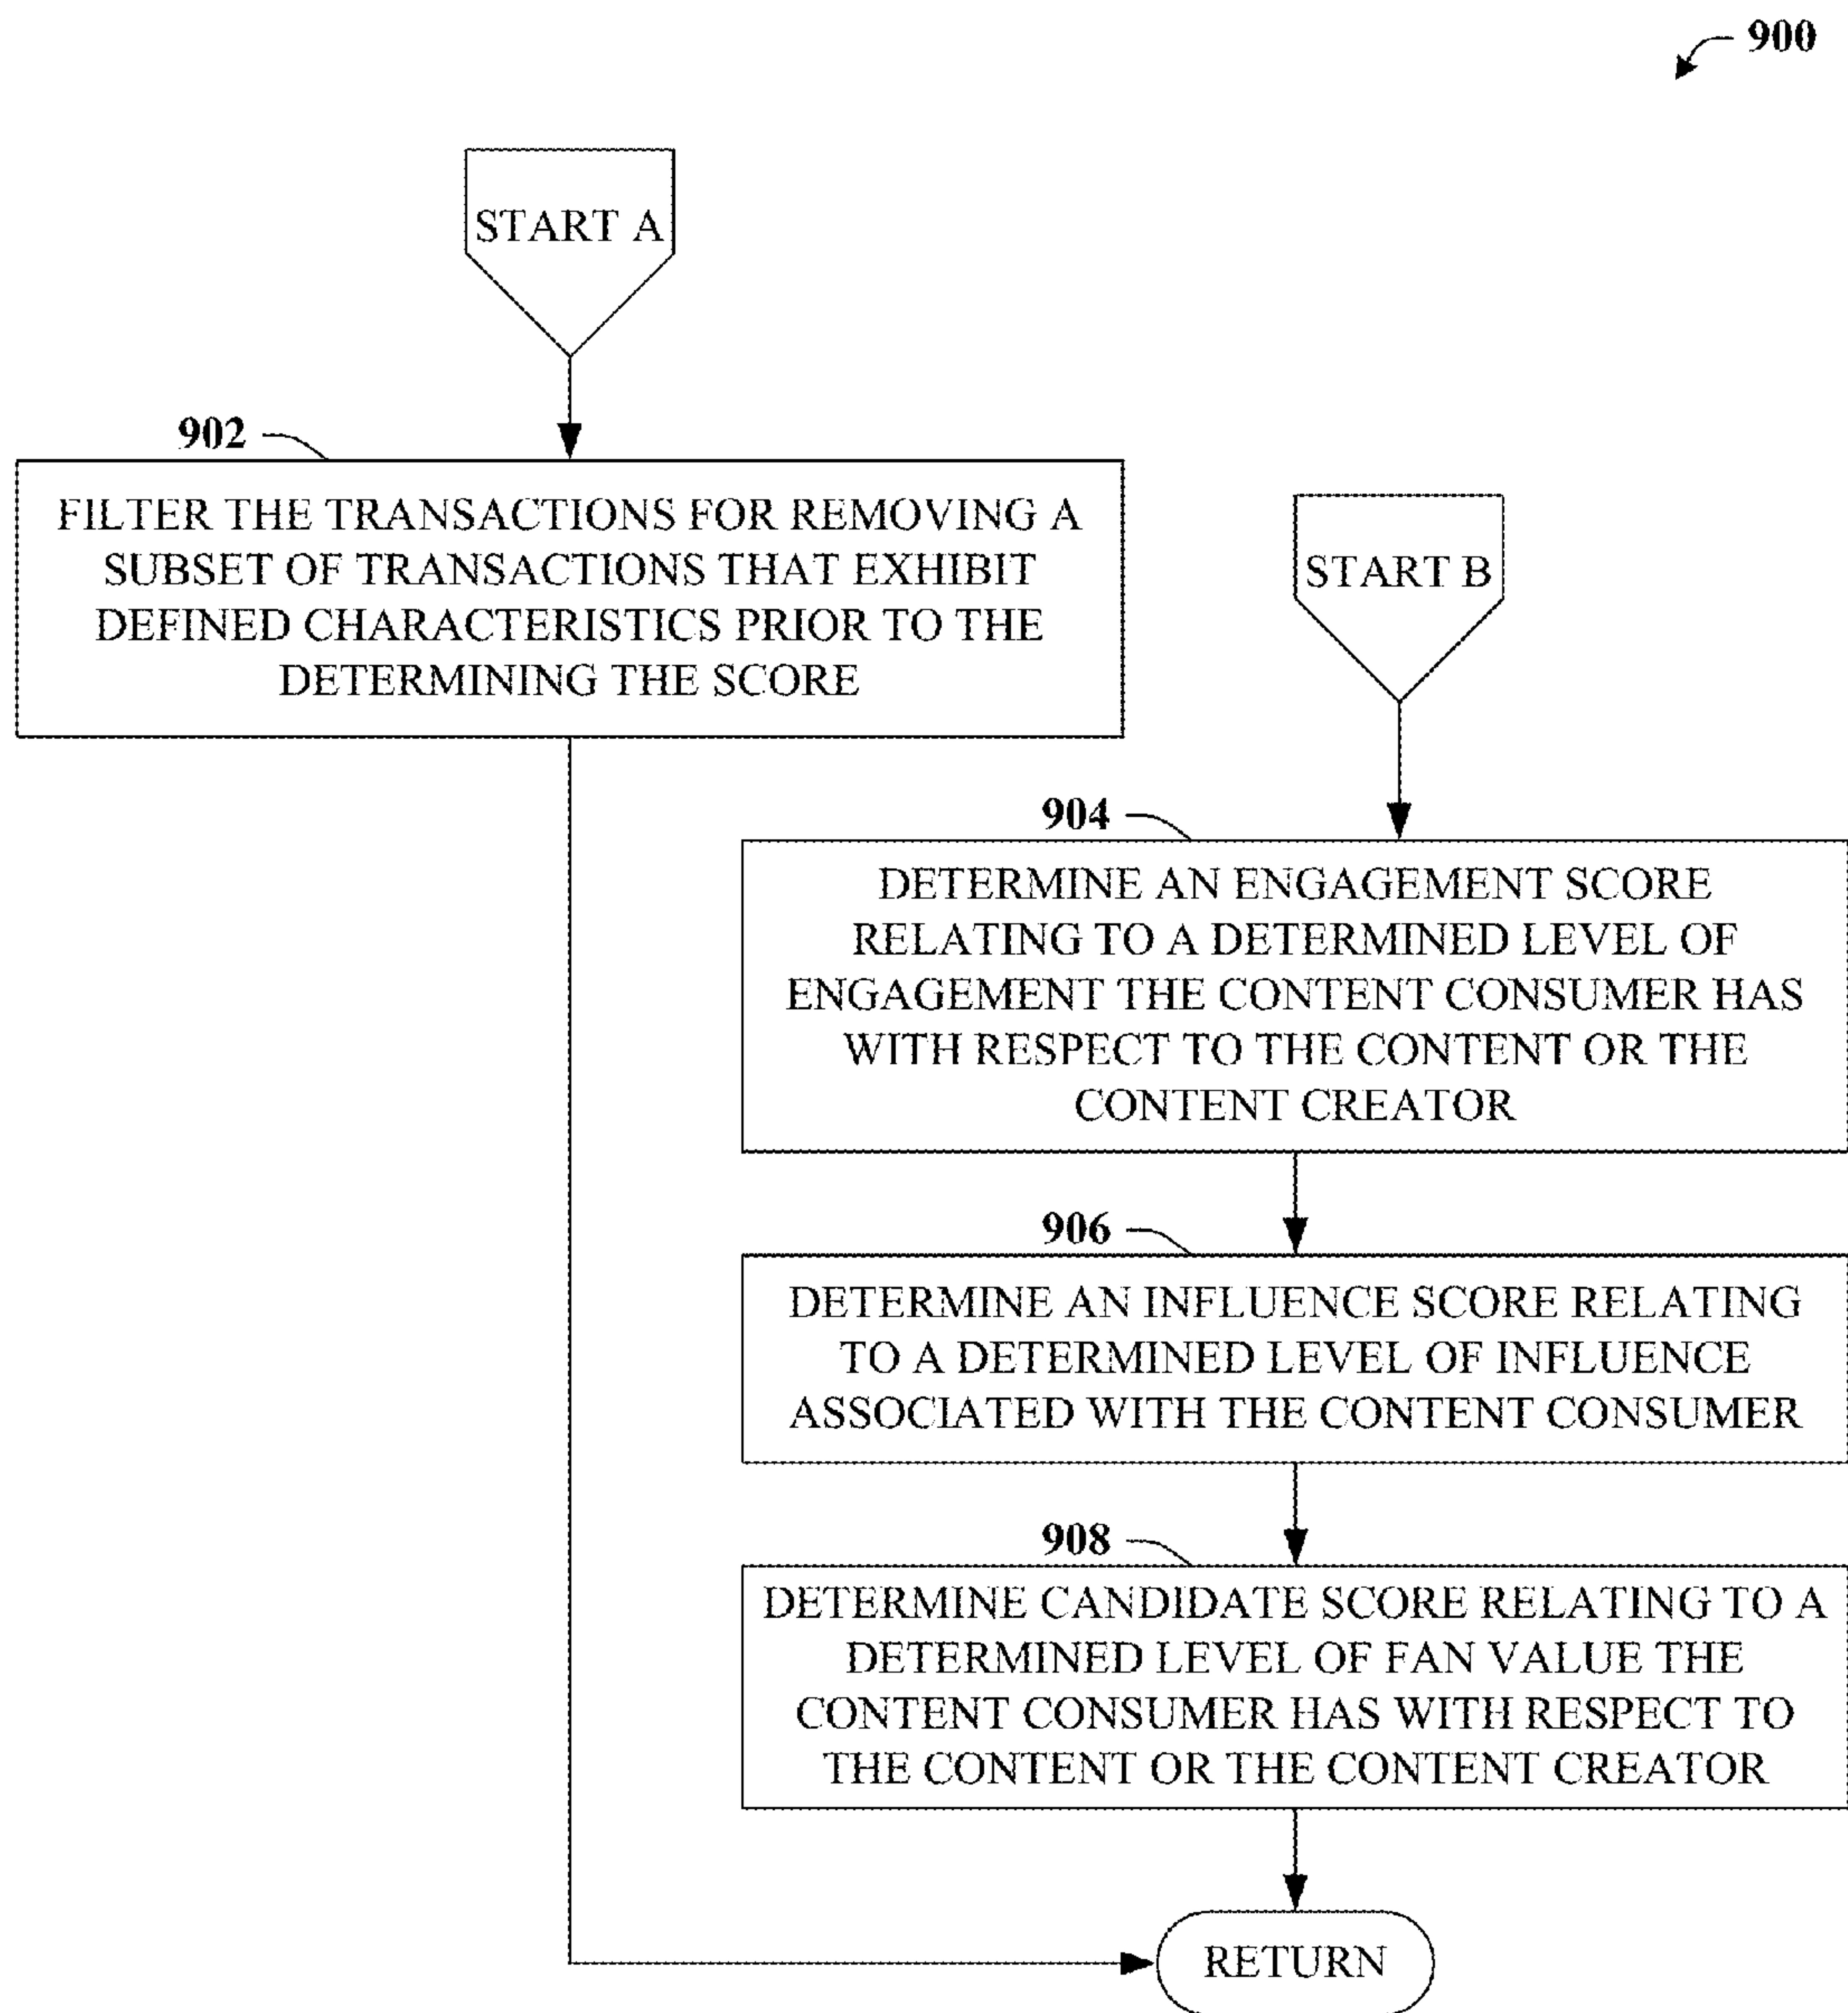 900
START A
902
FILTER THE TRANSACTIONS FOR REMOVING A
SUBSET OF TRANSACTIONS THAT EXHIBIT
DEFINED CHARACTERISTICS PRIOR TO THE
DETERMINING THE SCORE
START B
904
DETERMINE AN ENGAGEMENT SCORE
RELATING TO A DETERMINED LEVEL OF
ENGAGEMENT THE CONTENT CONSUMER HAS
WITH RESPECT TO THE CONTENT OR THE
CONTENT CREATOR
906
DETERMINE AN INFLUENCE SCORE RELATING
TO A DETERMINED LEVEL OF INFLUENCE
ASSOCIATED WITH THE CONTENT CONSUMER
908
DETERMINE CANDIDATE SCORE RELATING TO A
DETERMINED LEVEL OF FAN VALUE THE
CONTENT CONSUMER HAS WITH RESPECT TO
THE CONTENT OR THE CONTENT CREATOR
RETURN